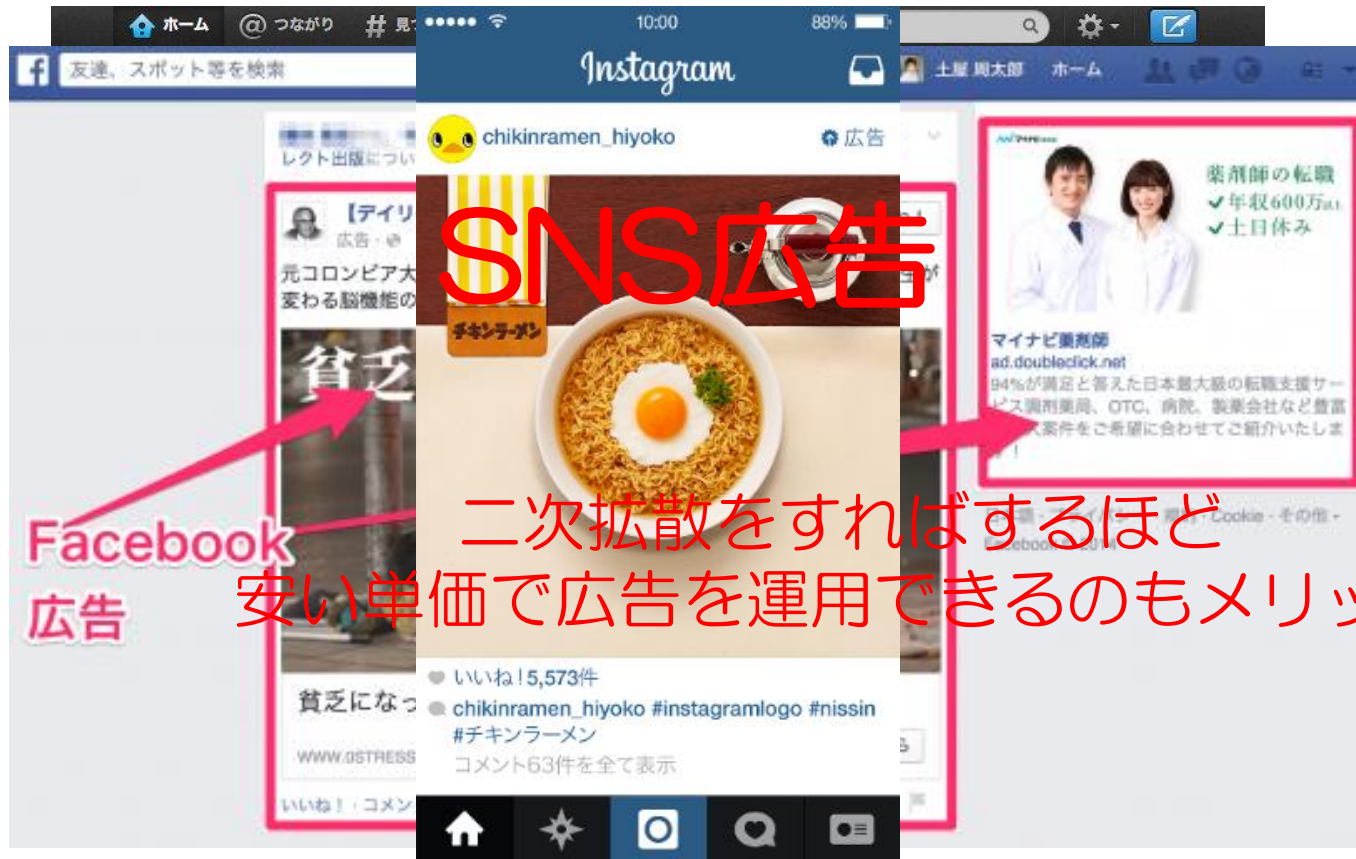 ホーム
つながり
見
10:00
88%
Instagram
友達、スポット等を検索
土屋 周太郎
ホーム
chikinramen_hiyoko
広告
レクト出版につい
【デイリ
広告
元コロンビア大
変わる脳機能の
が
SNS広告
チキンラーメン
貧乏
薬剤師の転職
年収600万以上
土日休み
マイナビ薬剤師
ad.doubleclick.net
94%が満足と答えた日本最大級の転職支援サー
ビス調剤薬局、OTC、病院、製薬会社など豊富
案件をご希望に合わせてご紹介いたしま
!
Facebook
広告
二次拡散をすればするほど
安い単価で広告を運用できるのもメリッ
Cookie・その他
いいね!5,573件
chikinramen_hiyoko #instagramlogo #nissin
#チキンラーメン
コメント63件を全て表示
貧乏になっ
WWW.0STRESS
いいね!・コメン